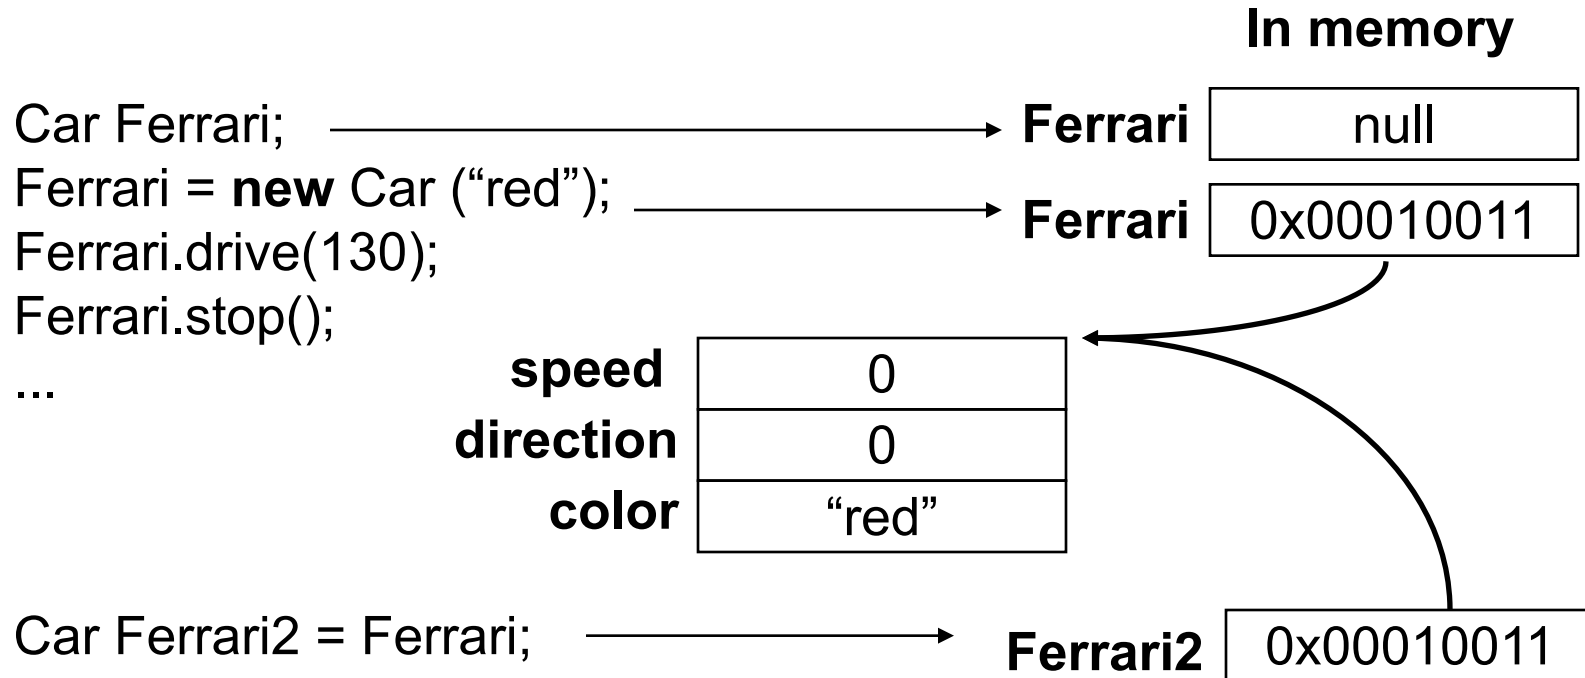 In memory
Car Ferrari; Ferrari null
Ferrari = new Car (“red”); Ferrari 0x00010011
Ferrari.drive(130);
Ferrari.stop();
...
speed 0
direction 0
color “red”
Car Ferrari2 = Ferrari; Ferrari2 0x00010011